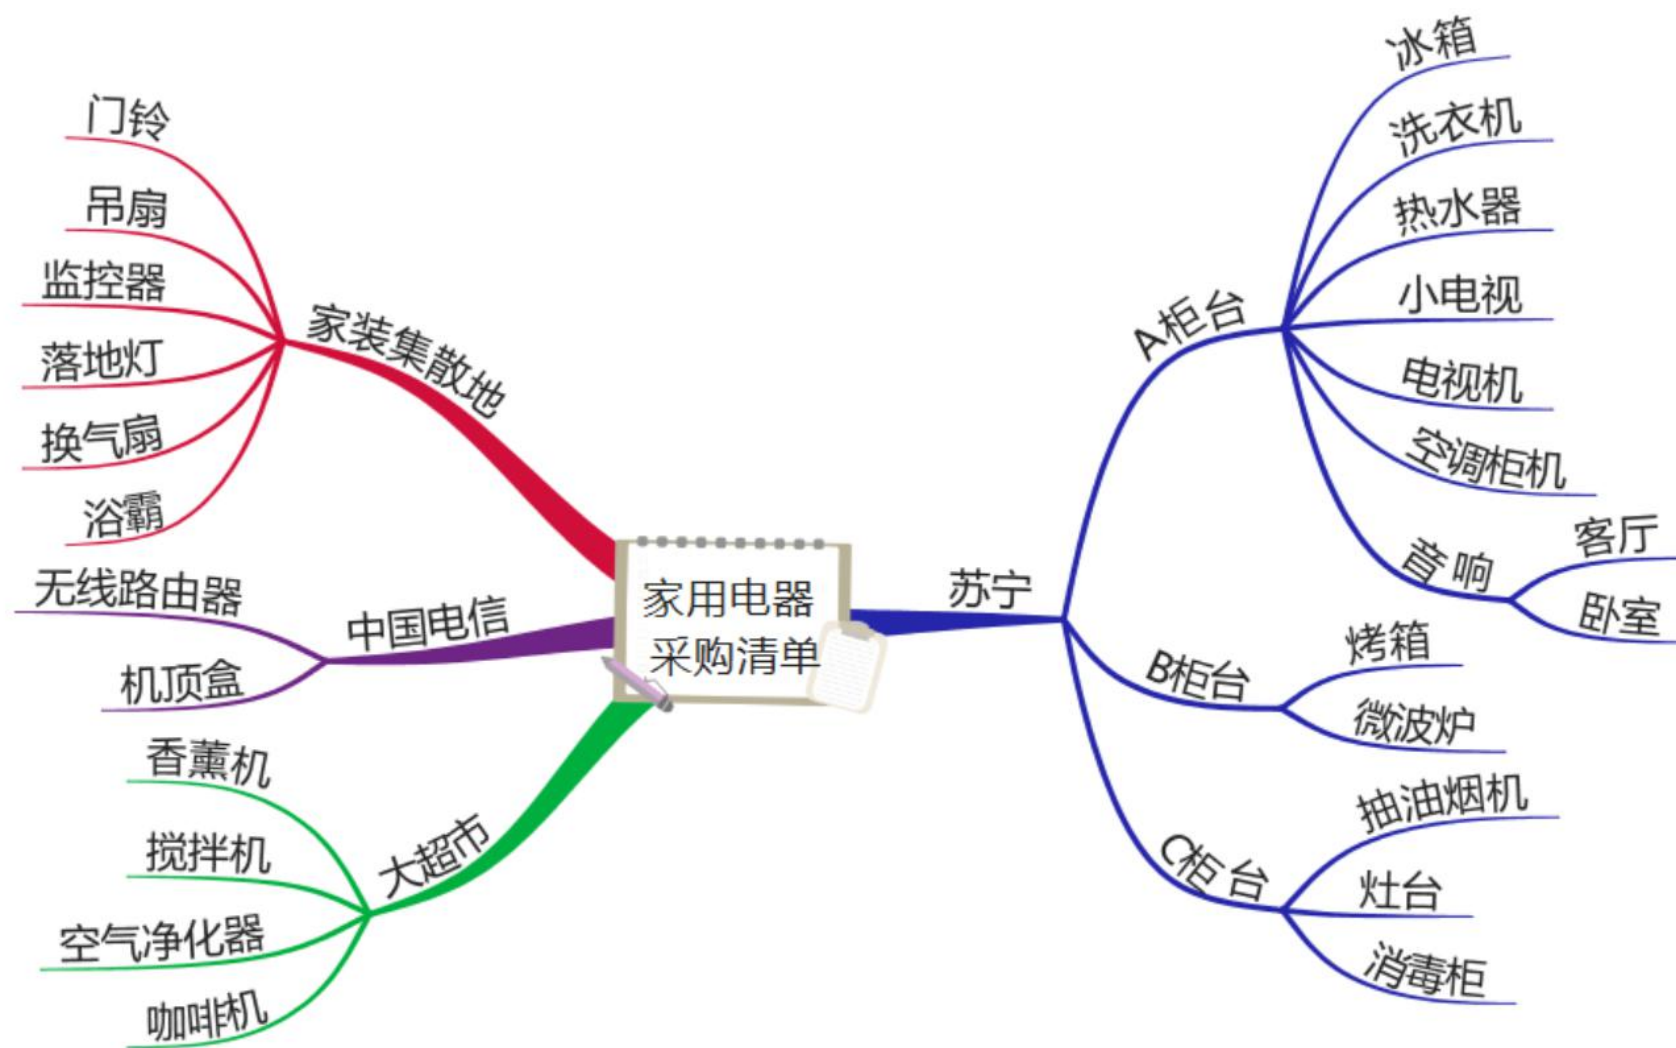 家用电器
采购清单
苏宁
A柜台
冰箱
洗衣机
热水器
小电视
电视机
空调柜机
音响
客厅
卧室
B柜台
烤箱
微波炉
C柜台
抽油烟机
灶台
消毒柜
家装集散地
门铃
吊扇
监控器
落地灯
换气扇
浴霸
中国电信
无线路由器
机顶盒
大超市
香薰机
搅拌机
空气净化器
咖啡机